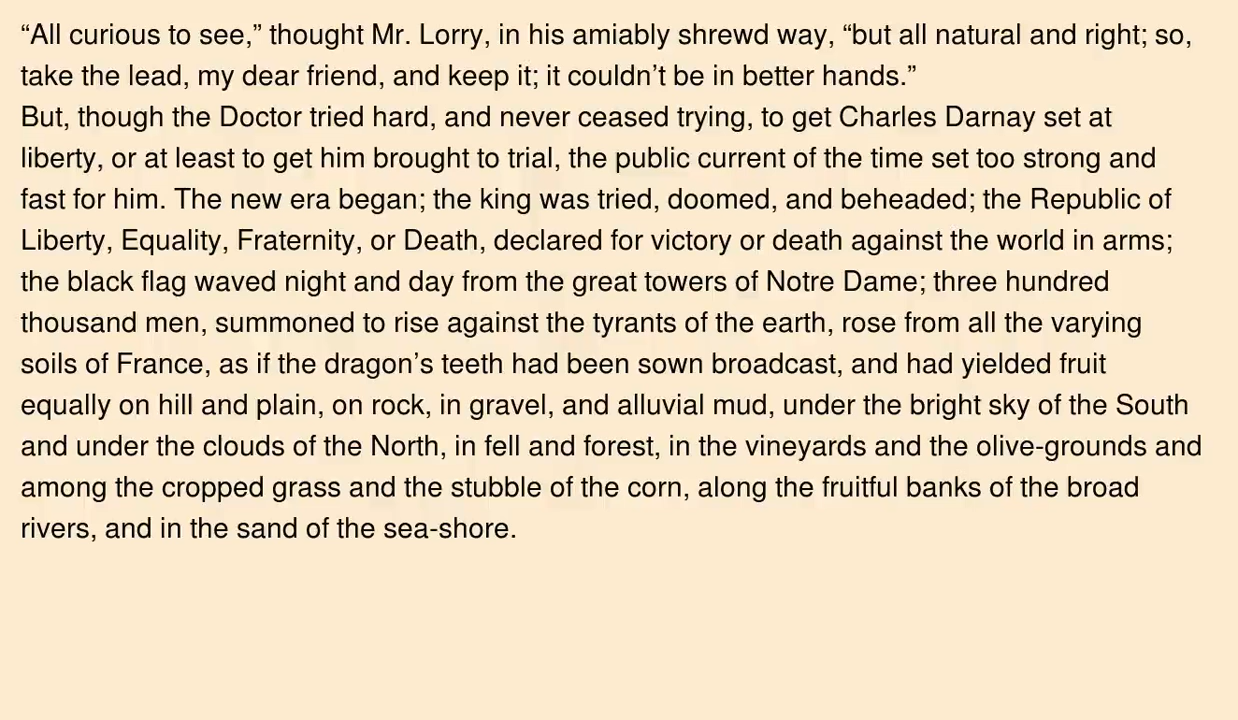 “All curious to see,” thought Mr. Lorry, in his amiably shrewd way, “but all natural and right; so,
take the lead, my dear friend, and keep it; it couldn’t be in better hands.”
But, though the Doctor tried hard, and never ceased trying, to get Charles Darnay set at
liberty, or at least to get him brought to trial, the public current of the time set too strong and
fast for him. The new era began; the king was tried, doomed, and beheaded; the Republic of
Liberty, Equality, Fraternity, or Death, declared for victory or death against the world in arms;
the black flag waved night and day from the great towers of Notre Dame; three hundred
thousand men, summoned to rise against the tyrants of the earth, rose from all the varying
soils of France, as if the dragon’s teeth had been sown broadcast, and had yielded fruit
equally on hill and plain, on rock, in gravel, and alluvial mud, under the bright sky of the South
and under the clouds of the North, in fell and forest, in the vineyards and the olive-grounds and
among the cropped grass and the stubble of the corn, along the fruitful banks of the broad
rivers, and in the sand of the sea-shore.